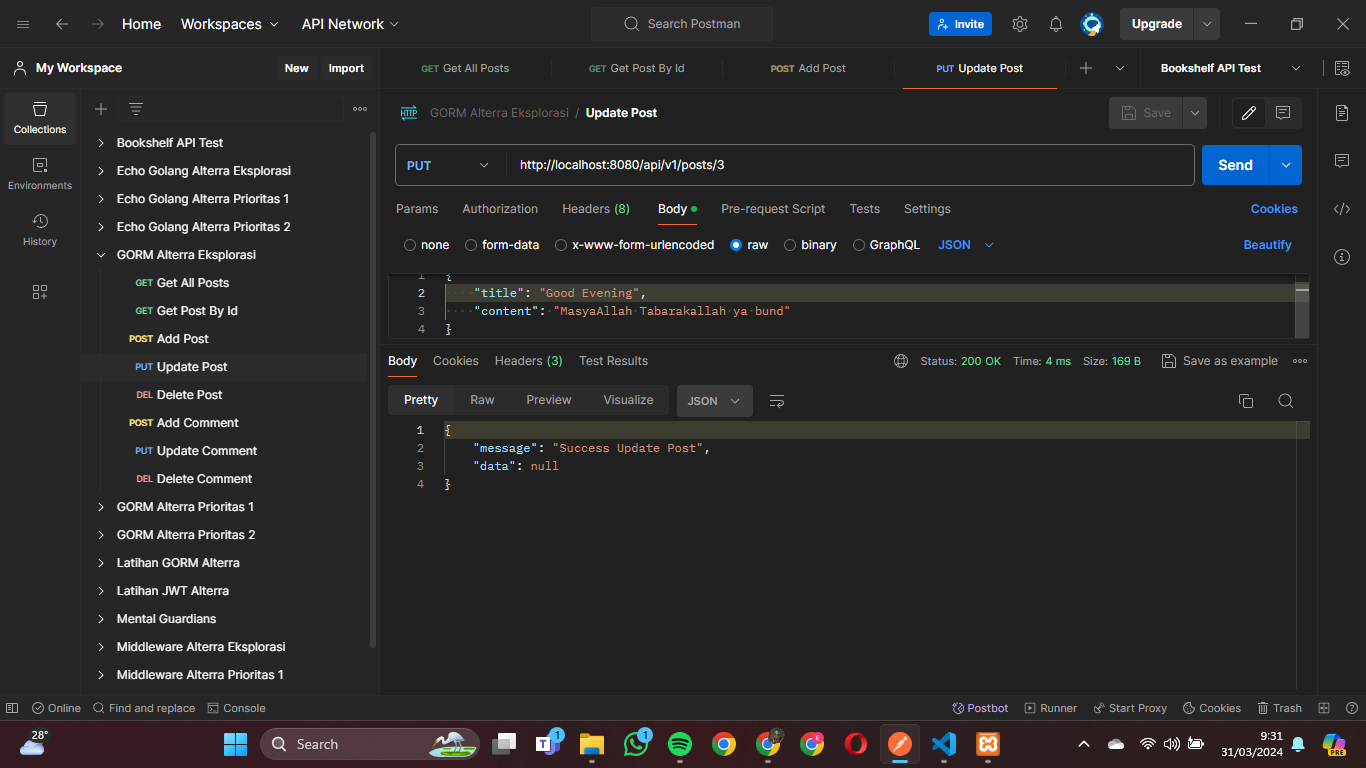 Home Workspaces API Network Search Postman Invite Upgrade
My Workspace New Import GET Get All Posts GET Get Post By Id POST Add Post PUT Update Post Bookshelf API Test
Collections
Environments
History
Bookshelf API Test
Echo Golang Alterra Eksplorasi
Echo Golang Alterra Prioritas 1
Echo Golang Alterra Prioritas 2
GORM Alterra Eksplorasi
GET Get All Posts
GET Get Post By Id
POST Add Post
PUT Update Post
DEL Delete Post
POST Add Comment
PUT Update Comment
DEL Delete Comment
GORM Alterra Prioritas 1
GORM Alterra Prioritas 2
Latihan GORM Alterra
Latihan JWT Alterra
Mental Guardians
Middleware Alterra Eksplorasi
Middleware Alterra Prioritas 1
HTTP GORM Alterra Eksplorasi / Update Post Save
PUT http://localhost:8080/api/v1/posts/3 Send
Params Authorization Headers (8) Body Pre-request Script Tests Settings Cookies
none form-data x-www-form-urlencoded raw binary GraphQL JSON Beautify
1 {
2 "title": "Good Evening",
3 "content": "MasyaAllah Tabarakallah ya bund"
4 }
Body Cookies Headers (3) Test Results Status: 200 OK Time: 4 ms Size: 169 B Save as example
Pretty Raw Preview Visualize JSON
1 {
2 "message": "Success Update Post",
3 "data": null
4 }
Online Find and replace Console Postbot Runner Start Proxy Cookies Trash
28° Search 1 1 PRE
9:31
31/03/2024